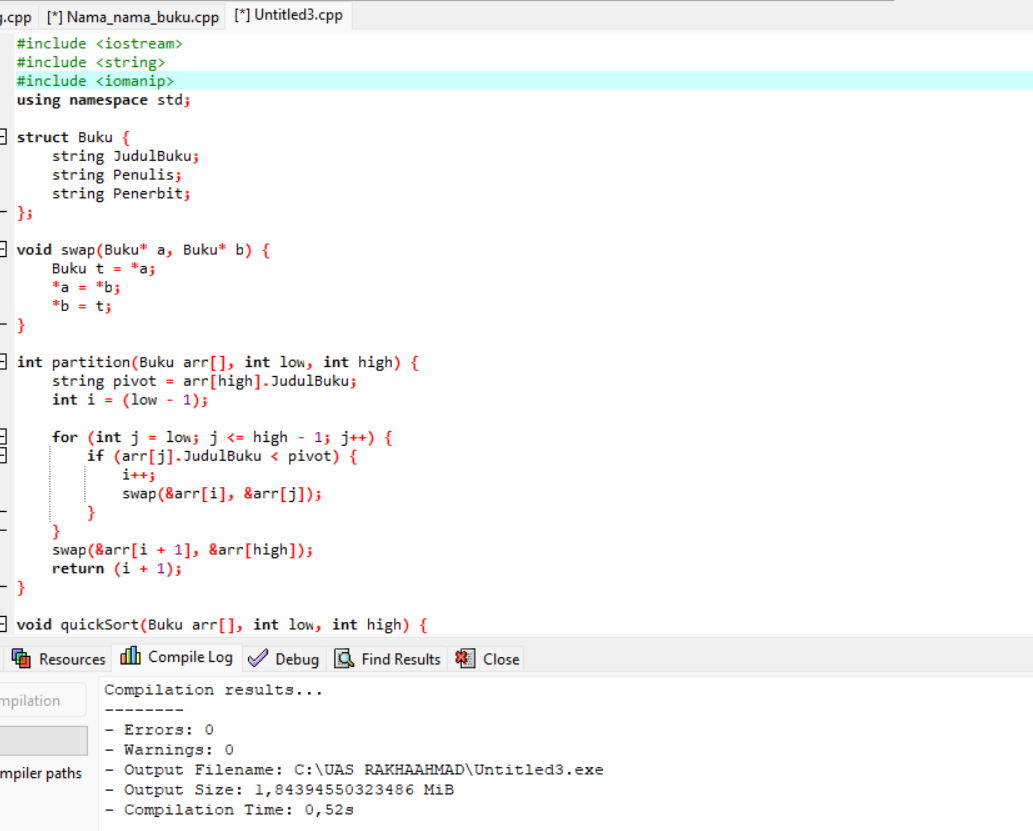 g.cpp [*] Nama_nama_buku.cpp [*] Untitled3.cpp
#include <iostream>
#include <string>
#include <iomanip>
using namespace std;
struct Buku {
    string JudulBuku;
    string Penulis;
    string Penerbit;
};
void swap(Buku* a, Buku* b) {
    Buku t = *a;
    *a = *b;
    *b = t;
}
int partition(Buku arr[], int low, int high) {
    string pivot = arr[high].JudulBuku;
    int i = (low - 1);
    for (int j = low; j <= high - 1; j++) {
        if (arr[j].JudulBuku < pivot) {
            i++;
            swap(&arr[i], &arr[j]);
        }
    }
    swap(&arr[i + 1], &arr[high]);
    return (i + 1);
}
void quickSort(Buku arr[], int low, int high) {
Resources Compile Log Debug Find Results Close
mpilation
mpiler paths
Compilation results...
--------
- Errors: 0
- Warnings: 0
- Output Filename: C:\UAS RAKHAAHMAD\Untitled3.exe
- Output Size: 1,84394550323486 MiB
- Compilation Time: 0,52s